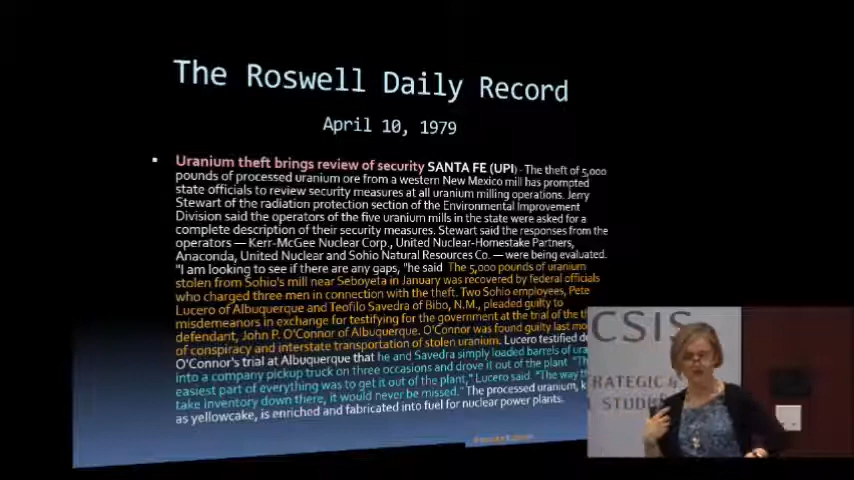 The Roswell Daily Record
April 10, 1979
▪ Uranium theft brings review of security SANTA FE (UPI) - The theft of 5,000
pounds of processed uranium ore from a western New Mexico mill has prompted
state officials to review security measures at all uranium milling operations. Jerry
Stewart of the radiation protection section of the Environmental Improvement
Division said the operators of the five uranium mills in the state were asked for a
complete description of their security measures. Stewart said the responses from the
operators — Kerr-McGee Nuclear Corp., United Nuclear-Homestake Partners,
Anaconda, United Nuclear and Sohio Natural Resources Co. — were being evaluated.
"I am looking to see if there are any gaps, "he said The 5,000 pounds of uranium
stolen from Sohio's mill near Seboyeta in January was recovered by federal officials
who charged three men in connection with the theft. Two Sohio employees, Pete
Lucero of Albuquerque and Teofilo Savedra of Bibo, N.M., pleaded guilty to
misdemeanors in exchange for testifying for the government at the trial of the
defendant, John P. O'Connor of Albuquerque. O'Connor was found guilty last
of conspiracy and interstate transportation of stolen uranium. Lucero testified
O'Connor's trial at Albuquerque that he and Savedra simply loaded barrels of
into a company pickup truck on three occasions and drove it out of the plant
easiest part of everything was to get it out of the plant," Lucero said. "The way
take inventory down there, it would never be missed." The processed uranium,
as yellowcake, is enriched and fabricated into fuel for nuclear power plants.
CSIS